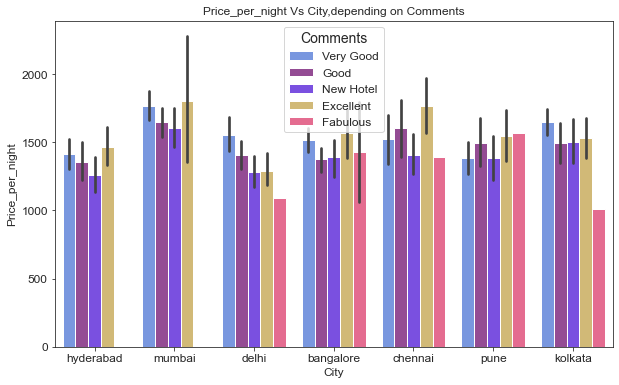 Price_per_night Vs City,depending on Comments
Comments
Very Good
Good
New Hotel
Excellent
Fabulous
Price_per_night
2000
1500
1000
500
0
hyderabad mumbai delhi bangalore chennai pune kolkata
City